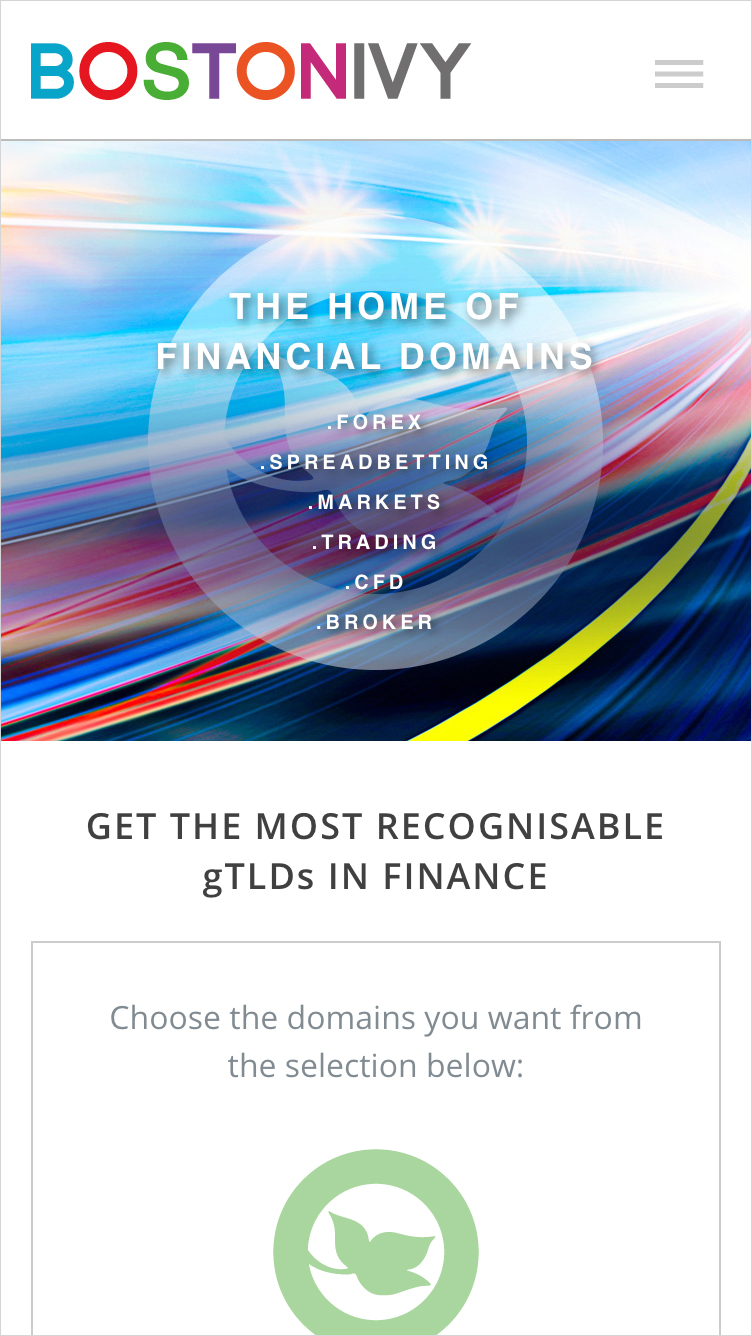 BOSTONIVY
THE HOME OF
FINANCIAL DOMAINS
.FOREX
.SPREADBETTING
.MARKETS
.TRADING
.CFD
.BROKER
GET THE MOST RECOGNISABLE
gTLDs IN FINANCE
Choose the domains you want from
the selection below: